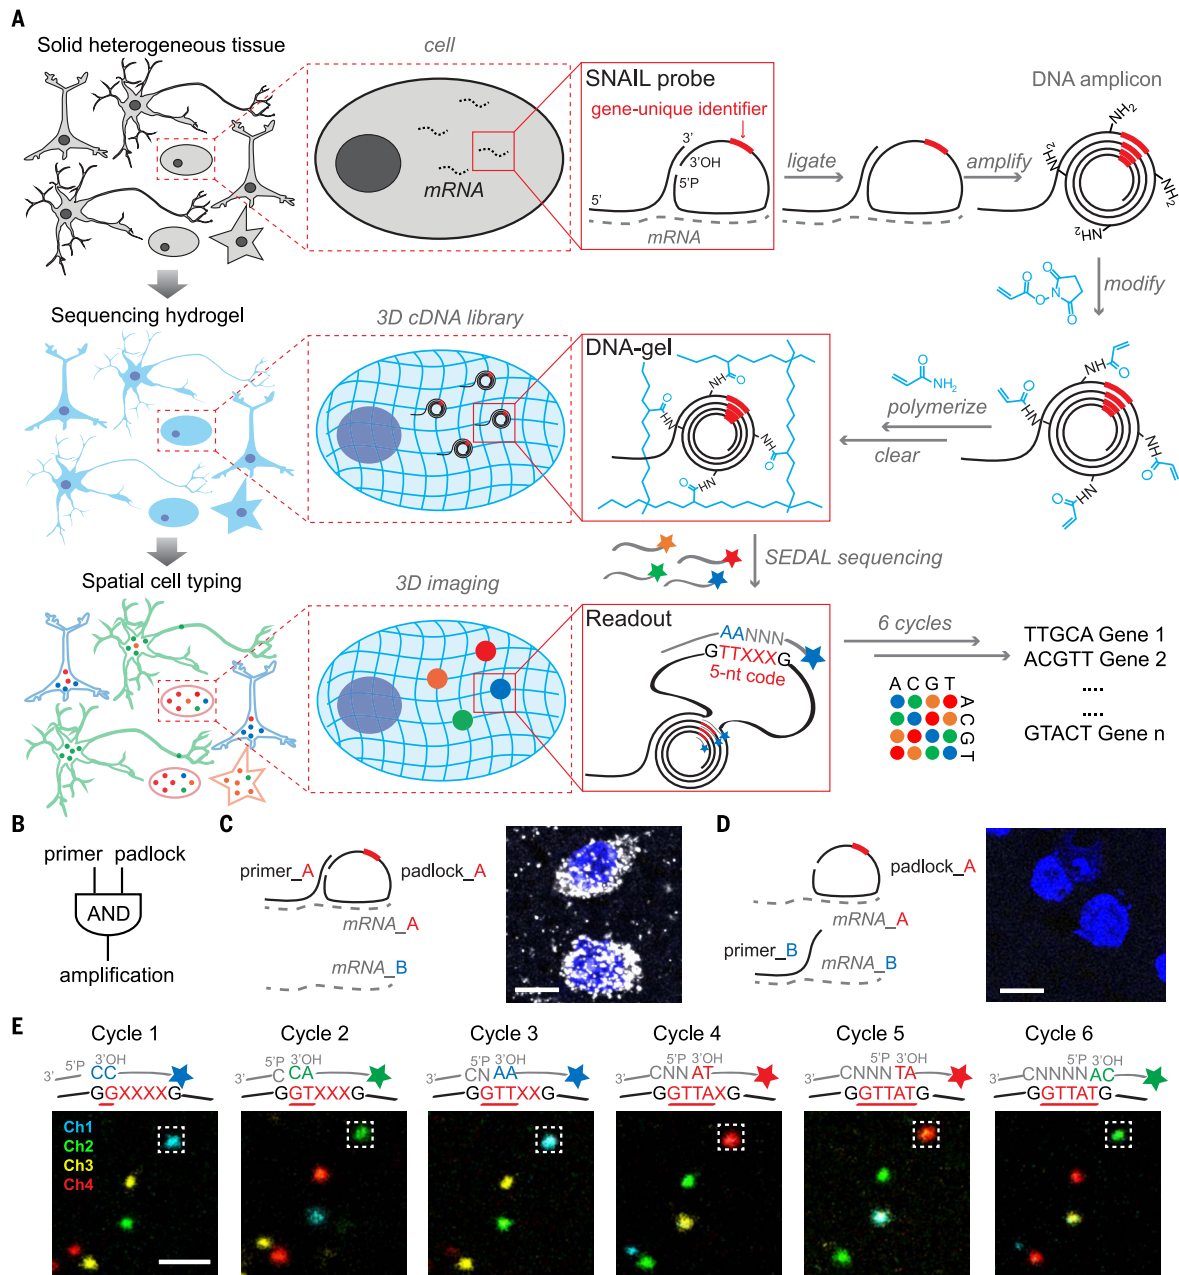 A
Solid heterogeneous tissue
cell
mRNA
SNAIL probe
gene-unique identifier
3'
3'OH
5'P
5'
mRNA
ligate
amplify
DNA amplicon
NH2
NH2
NH2
NH2
modify
O
O
N
O
O
Sequencing hydrogel
3D cDNA library
DNA-gel
NH
O
O
HN
NH
O
O
HN
O
NH2
polymerize
clear
HN
O
O
HN
NH
O
O
HN
SEDAL sequencing
Spatial cell typing
3D imaging
Readout
AANNN
GTTXXXG
5-nt code
6 cycles
TTGCA Gene 1
ACGTT Gene 2
....
....
GTACT Gene n
A C G T
A
C
G
T
B
primer padlock
AND
amplification
C
primer_A
padlock_A
mRNA_A
mRNA_B
D
padlock_A
mRNA_A
primer_B
mRNA_B
E
Cycle 1
5'P 3'OH
3' CC
GGXXXXG
Ch1
Ch2
Ch3
Ch4
Cycle 2
5'P 3'OH
3' C CA
GGTXXXG
Cycle 3
5'P 3'OH
3' CN AA
GGTTXXG
Cycle 4
5'P 3'OH
3' CNN AT
GGTTAXG
Cycle 5
5'P 3'OH
3' CNNN TA
GGTTATG
Cycle 6
5'P 3'OH
3' CNNNN AC
GGTTATG